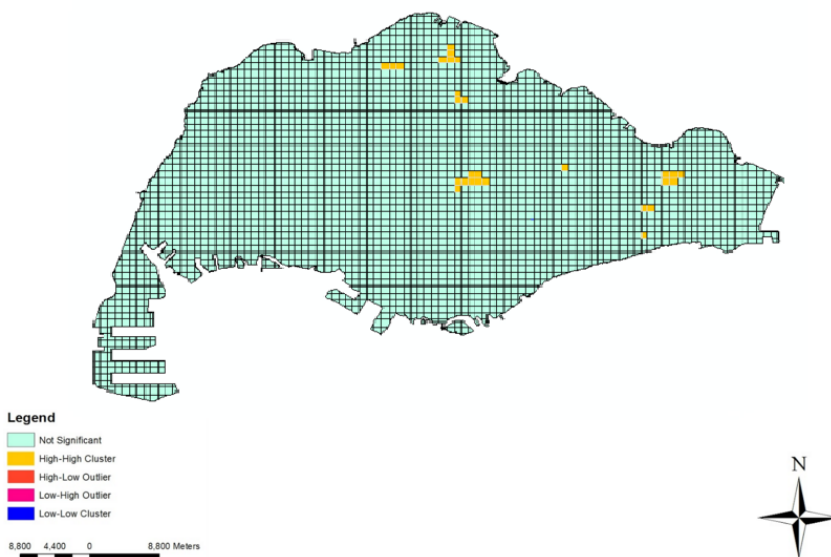 Legend
Not Significant
High-High Cluster
High-Low Outlier
Low-High Outlier
Low-Low Cluster
8,800 4,400 0 8,800 Meters
N